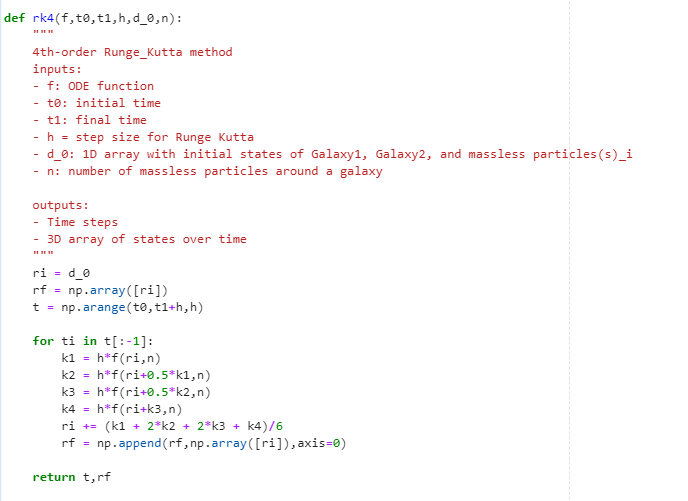 def rk4(f,t0,t1,h,d_0,n):
    """
    4th-order Runge_Kutta method
    inputs:
    - f: ODE function
    - t0: initial time
    - t1: final time
    - h = step size for Runge Kutta
    - d_0: 1D array with initial states of Galaxy1, Galaxy2, and massless particles(s)_i
    - n: number of massless particles around a galaxy

    outputs:
    - Time steps
    - 3D array of states over time
    """
    ri = d_0
    rf = np.array([ri])
    t = np.arange(t0,t1+h,h)

    for ti in t[:-1]:
        k1 = h*f(ri,n)
        k2 = h*f(ri+0.5*k1,n)
        k3 = h*f(ri+0.5*k2,n)
        k4 = h*f(ri+k3,n)
        ri += (k1 + 2*k2 + 2*k3 + k4)/6
        rf = np.append(rf,np.array([ri]),axis=0)

    return t,rf